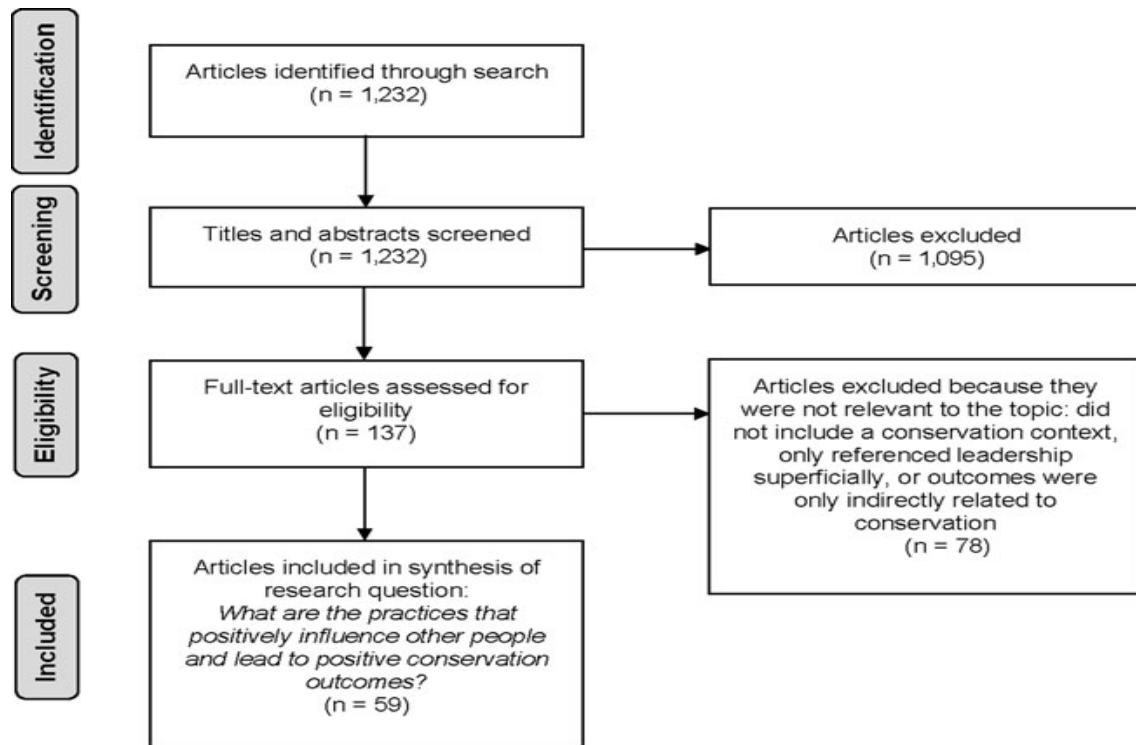 Identification
Articles identified through search
(n = 1,232)
Screening
Titles and abstracts screened
(n = 1,232)
Articles excluded
(n = 1,095)
Eligibility
Full-text articles assessed for
eligibility
(n = 137)
Articles excluded because they
were not relevant to the topic: did
not include a conservation context,
only referenced leadership
superficially, or outcomes were
only indirectly related to
conservation
(n = 78)
Included
Articles included in synthesis of
research question:
What are the practices that
positively influence other people
and lead to positive conservation
outcomes?
(n = 59)